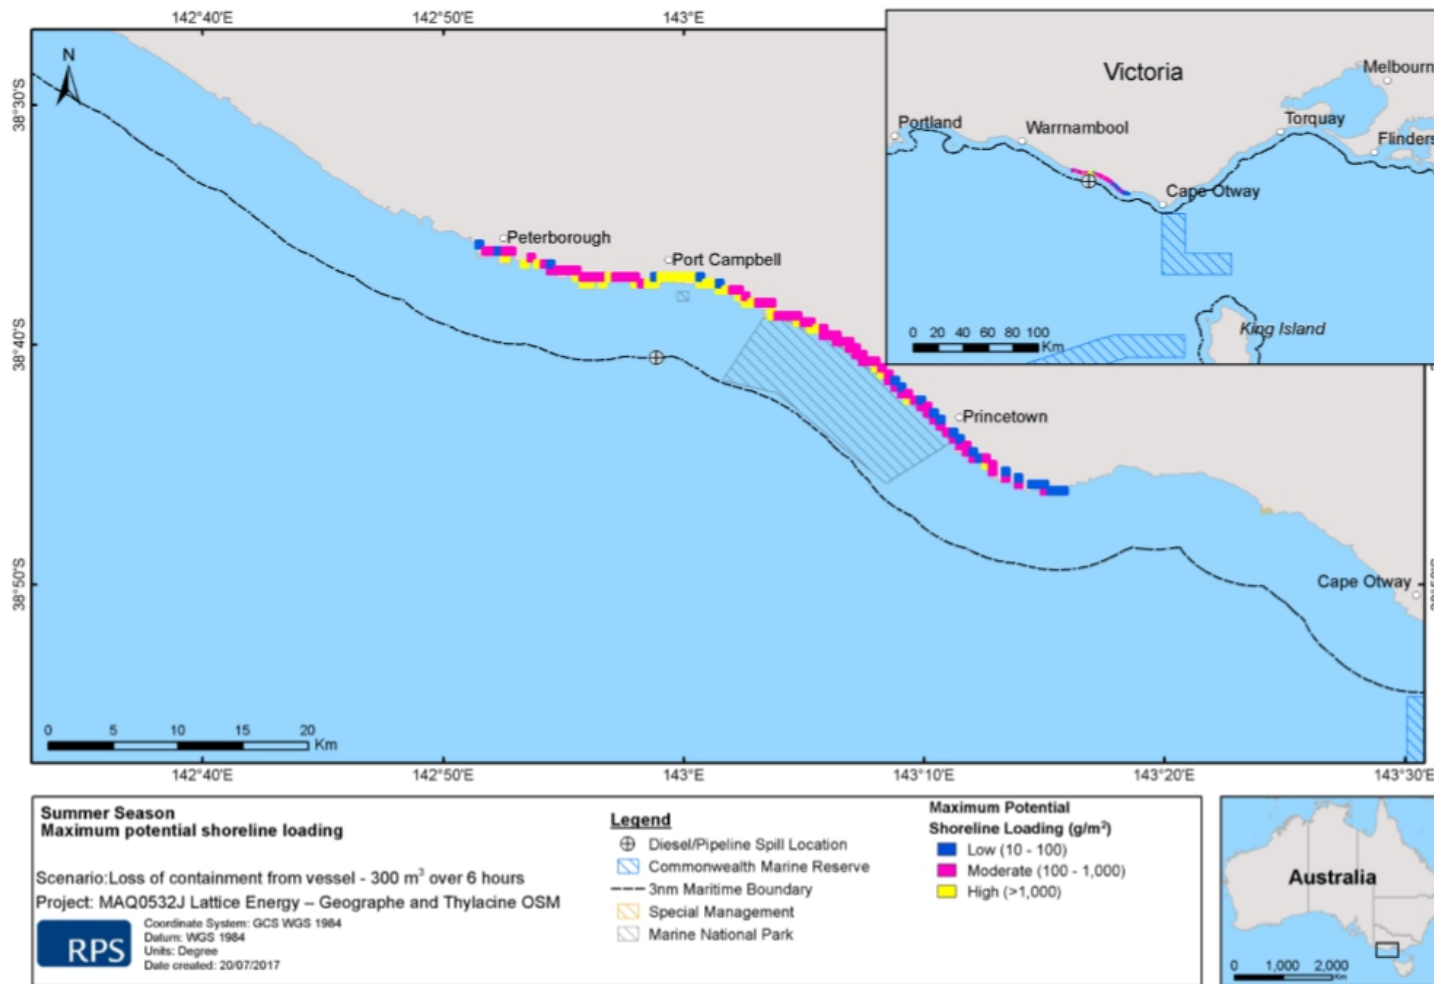 142°40'E
142°50'E
143°E
N
38°30'S
38°40'S
38°50'S
Peterborough
Port Campbell
Princetown
Cape Otway
0 5 10 15 20
Km
142°40'E
142°50'E
143°E
143°10'E
143°20'E
143°30'E
Victoria
Melbourn
Portland
Warrnambool
Torquay
Flinders
Cape Otway
King Island
0 20 40 60 80 100
Km
Summer Season
Maximum potential shoreline loading
Scenario:Loss of containment from vessel - 300 m³ over 6 hours
Project: MAQ0532J Lattice Energy – Geographe and Thylacine OSM
RPS
Coordinate System: GCS WGS 1984
Datum: WGS 1984
Units: Degree
Date created: 20/07/2017
Legend
Diesel/Pipeline Spill Location
Commonwealth Marine Reserve
3nm Maritime Boundary
Special Management
Marine National Park
Maximum Potential
Shoreline Loading (g/m²)
Low (10 - 100)
Moderate (100 - 1,000)
High (>1,000)
Australia
0 1,000 2,000
Km